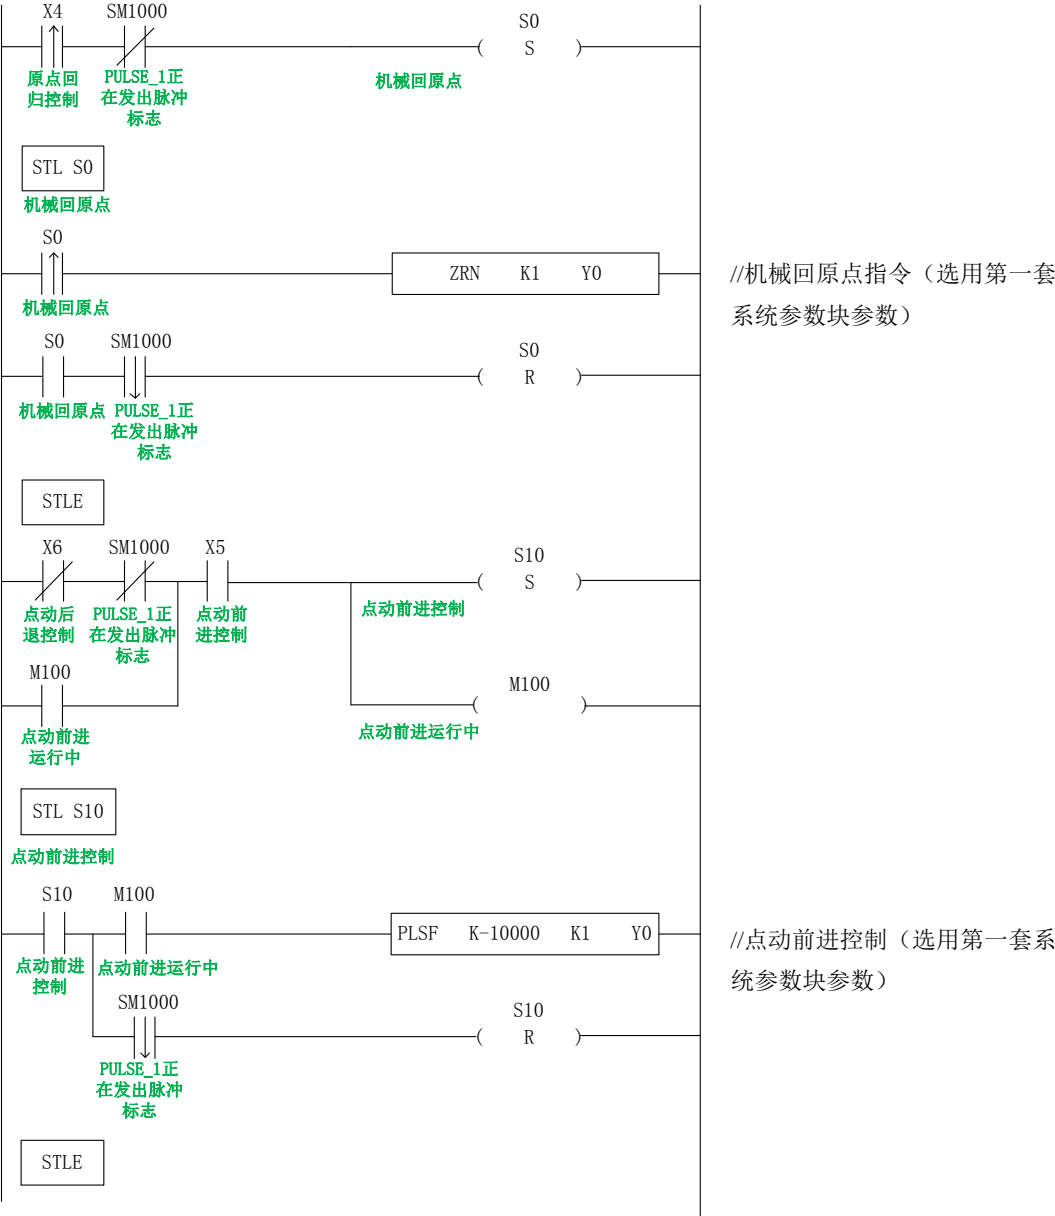 X4 SM1000 S0
( S )
原点回
归控制
PULSE_1正
在发出脉冲
标志
机械回原点
STL S0
机械回原点
S0
ZRN K1 Y0
机械回原点
//机械回原点指令（选用第一套
系统参数块参数）
S0 SM1000 S0
( R )
机械回原点
PULSE_1正
在发出脉冲
标志
STLE
X6 SM1000 X5 S10
( S )
点动后
退控制
PULSE_1正
在发出脉冲
标志
点动前
进控制
点动前进控制
M100
M100
( )
点动前进
运行中
点动前进运行中
STL S10
点动前进控制
S10 M100
PLSF K-10000 K1 Y0
点动前进
控制
点动前进运行中
//点动前进控制（选用第一套系
统参数块参数）
SM1000 S10
( R )
PULSE_1正
在发出脉冲
标志
STLE